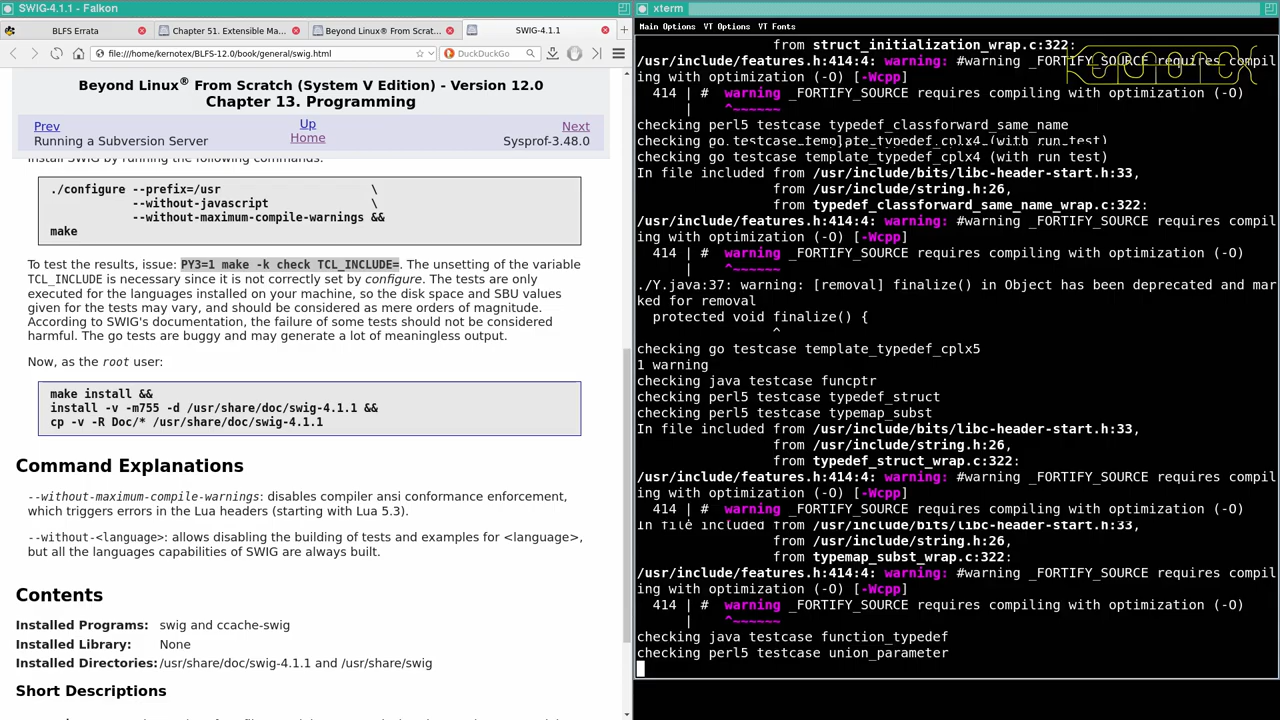 SWIG-4.1.1 - Falkon
BLFS Errata
Chapter 51. Extensible Ma
Beyond Linux® From Scrat
SWIG-4.1.1
file:///home/kernotex/BLFS-12.0/book/general/swig.html
DuckDuckGo
Beyond Linux® From Scratch (System V Edition) - Version 12.0
Chapter 13. Programming
Prev
Up
Next
Running a Subversion Server
Home
Sysprof-3.48.0
Install SWIG by running the following commands:
./configure --prefix=/usr \
--without-javascript \
--without-maximum-compile-warnings &&
make
To test the results, issue: PY3=1 make -k check TCL_INCLUDE=. The unsetting of the variable
TCL_INCLUDE is necessary since it is not correctly set by configure. The tests are only
executed for the languages installed on your machine, so the disk space and SBU values
given for the tests may vary, and should be considered as mere orders of magnitude.
According to SWIG's documentation, the failure of some tests should not be considered
harmful. The go tests are buggy and may generate a lot of meaningless output.
Now, as the root user:
make install &&
install -v -m755 -d /usr/share/doc/swig-4.1.1 &&
cp -v -R Doc/* /usr/share/doc/swig-4.1.1
Command Explanations
--without-maximum-compile-warnings: disables compiler ansi conformance enforcement,
which triggers errors in the Lua headers (starting with Lua 5.3).
--without-<language>: allows disabling the building of tests and examples for <language>,
but all the languages capabilities of SWIG are always built.
Contents
Installed Programs: swig and ccache-swig
Installed Library: None
Installed Directories: /usr/share/doc/swig-4.1.1 and /usr/share/swig
Short Descriptions
xterm
Main Options VT Options VT Fonts
from struct_initialization_wrap.c:322:
/usr/include/features.h:414:4: warning: #warning _FORTIFY_SOURCE requires compil
ing with optimization (-O) [-Wcpp]
414 | # warning _FORTIFY_SOURCE requires compiling with optimization (-O)
| ^~~~~~~
checking perl5 testcase typedef_classforward_same_name
checking go testcase template_typedef_cplx4 (with run test)
checking go testcase template_typedef_cplx4 (with run test)
In file included from /usr/include/bits/libc-header-start.h:33,
from /usr/include/string.h:26,
from typedef_classforward_same_name_wrap.c:322:
/usr/include/features.h:414:4: warning: #warning _FORTIFY_SOURCE requires compil
ing with optimization (-O) [-Wcpp]
414 | # warning _FORTIFY_SOURCE requires compiling with optimization (-O)
| ^~~~~~~
./Y.java:37: warning: [removal] finalize() in Object has been deprecated and mar
ked for removal
protected void finalize() {
^
checking go testcase template_typedef_cplx5
1 warning
checking java testcase funcptr
checking perl5 testcase typedef_struct
checking perl5 testcase typemap_subst
In file included from /usr/include/bits/libc-header-start.h:33,
from /usr/include/string.h:26,
from typedef_struct_wrap.c:322:
/usr/include/features.h:414:4: warning: #warning _FORTIFY_SOURCE requires compil
ing with optimization (-O) [-Wcpp]
414 | # warning _FORTIFY_SOURCE requires compiling with optimization (-O)
In file included from /usr/include/bits/libc-header-start.h:33,
from /usr/include/string.h:26,
from typemap_subst_wrap.c:322:
/usr/include/features.h:414:4: warning: #warning _FORTIFY_SOURCE requires compil
ing with optimization (-O) [-Wcpp]
414 | # warning _FORTIFY_SOURCE requires compiling with optimization (-O)
| ^~~~~~~
checking java testcase function_typedef
checking perl5 testcase union_parameter